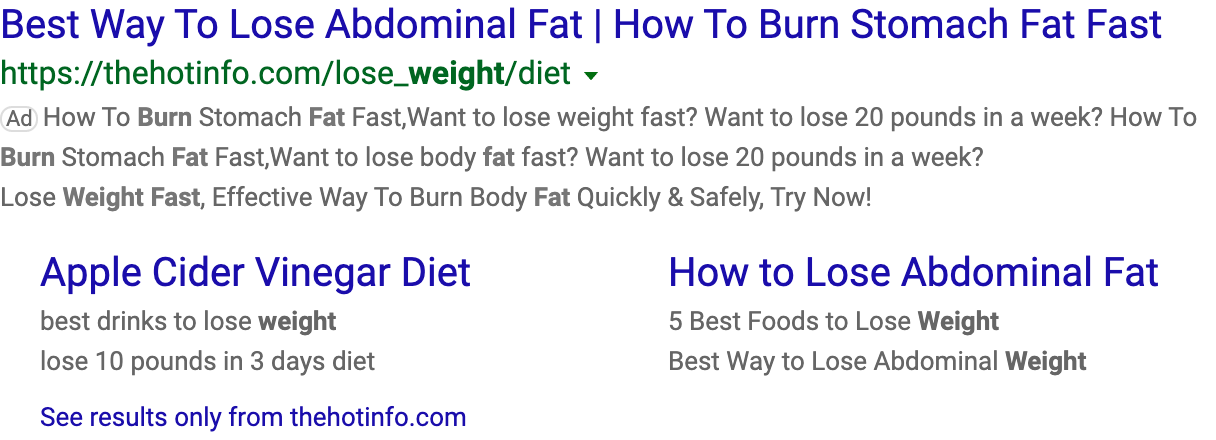 Best Way To Lose Abdominal Fat | How To Burn Stomach Fat Fast
https://thehotinfo.com/lose_weight/diet
Ad How To Burn Stomach Fat Fast,Want to lose weight fast? Want to lose 20 pounds in a week? How To
Burn Stomach Fat Fast,Want to lose body fat fast? Want to lose 20 pounds in a week?
Lose Weight Fast, Effective Way To Burn Body Fat Quickly & Safely, Try Now!
Apple Cider Vinegar Diet
best drinks to lose weight
lose 10 pounds in 3 days diet
How to Lose Abdominal Fat
5 Best Foods to Lose Weight
Best Way to Lose Abdominal Weight
See results only from thehotinfo.com